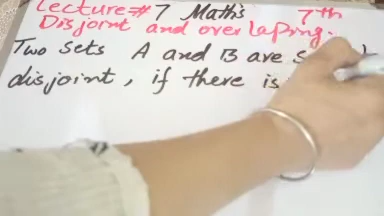 Lecture#7 Maths 7th
Disjoint and overlaping.
Two sets A and B are
disjoint, if there is